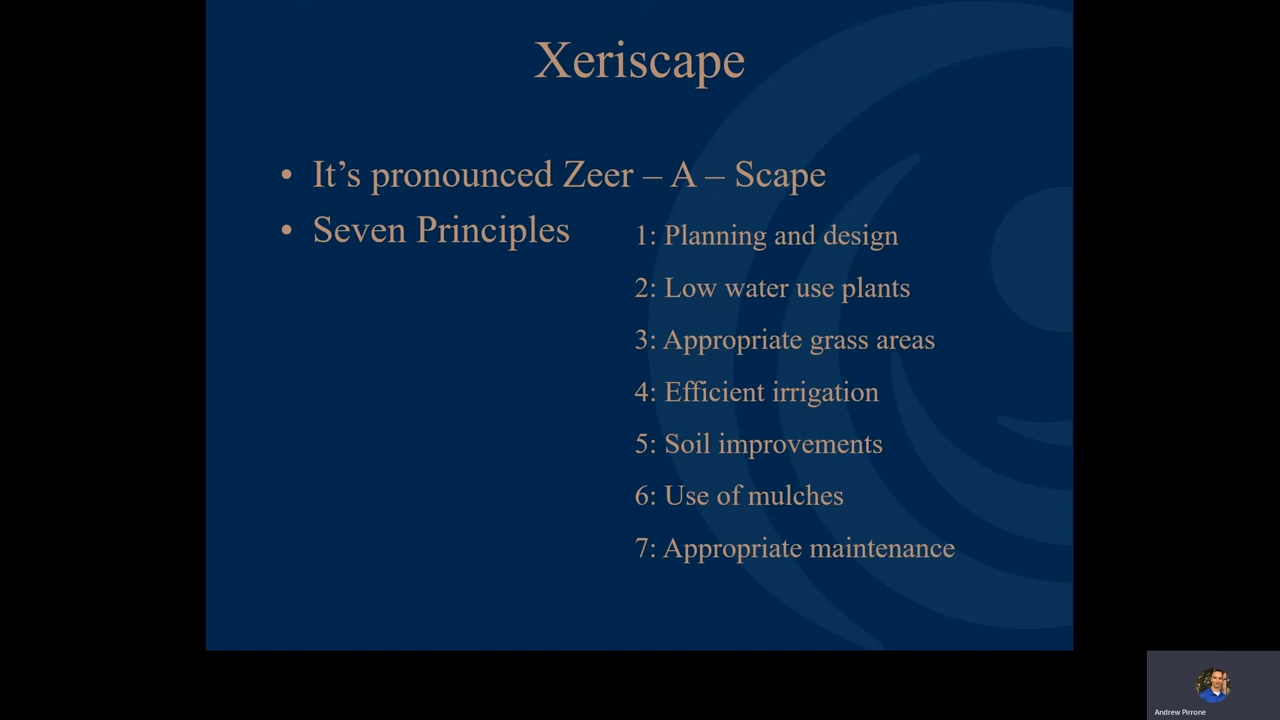 Xeriscape
• It’s pronounced Zeer – A – Scape
• Seven Principles
1: Planning and design
2: Low water use plants
3: Appropriate grass areas
4: Efficient irrigation
5: Soil improvements
6: Use of mulches
7: Appropriate maintenance
Andrew Pirrone